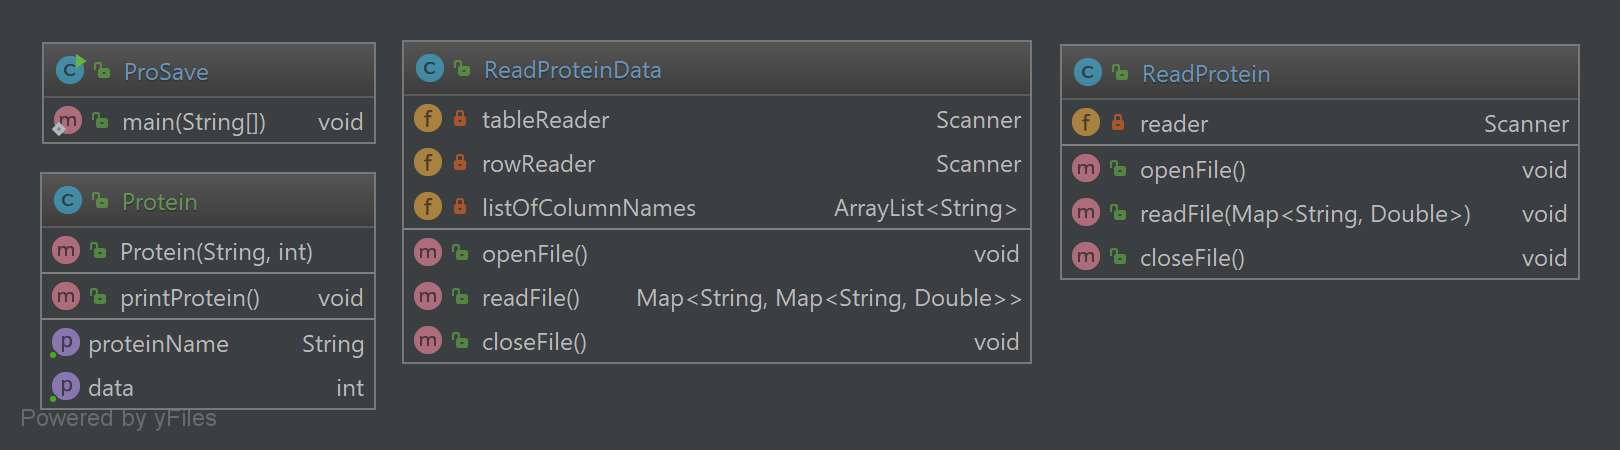 ProSave
main(String[]) void
Protein
Protein(String, int)
printProtein() void
proteinName String
data int
ReadProteinData
tableReader Scanner
rowReader Scanner
listOfColumnNames ArrayList<String>
openFile() void
readFile() Map<String, Map<String, Double>>
closeFile() void
ReadProtein
reader Scanner
openFile() void
readFile(Map<String, Double>) void
closeFile() void
Powered by yFiles